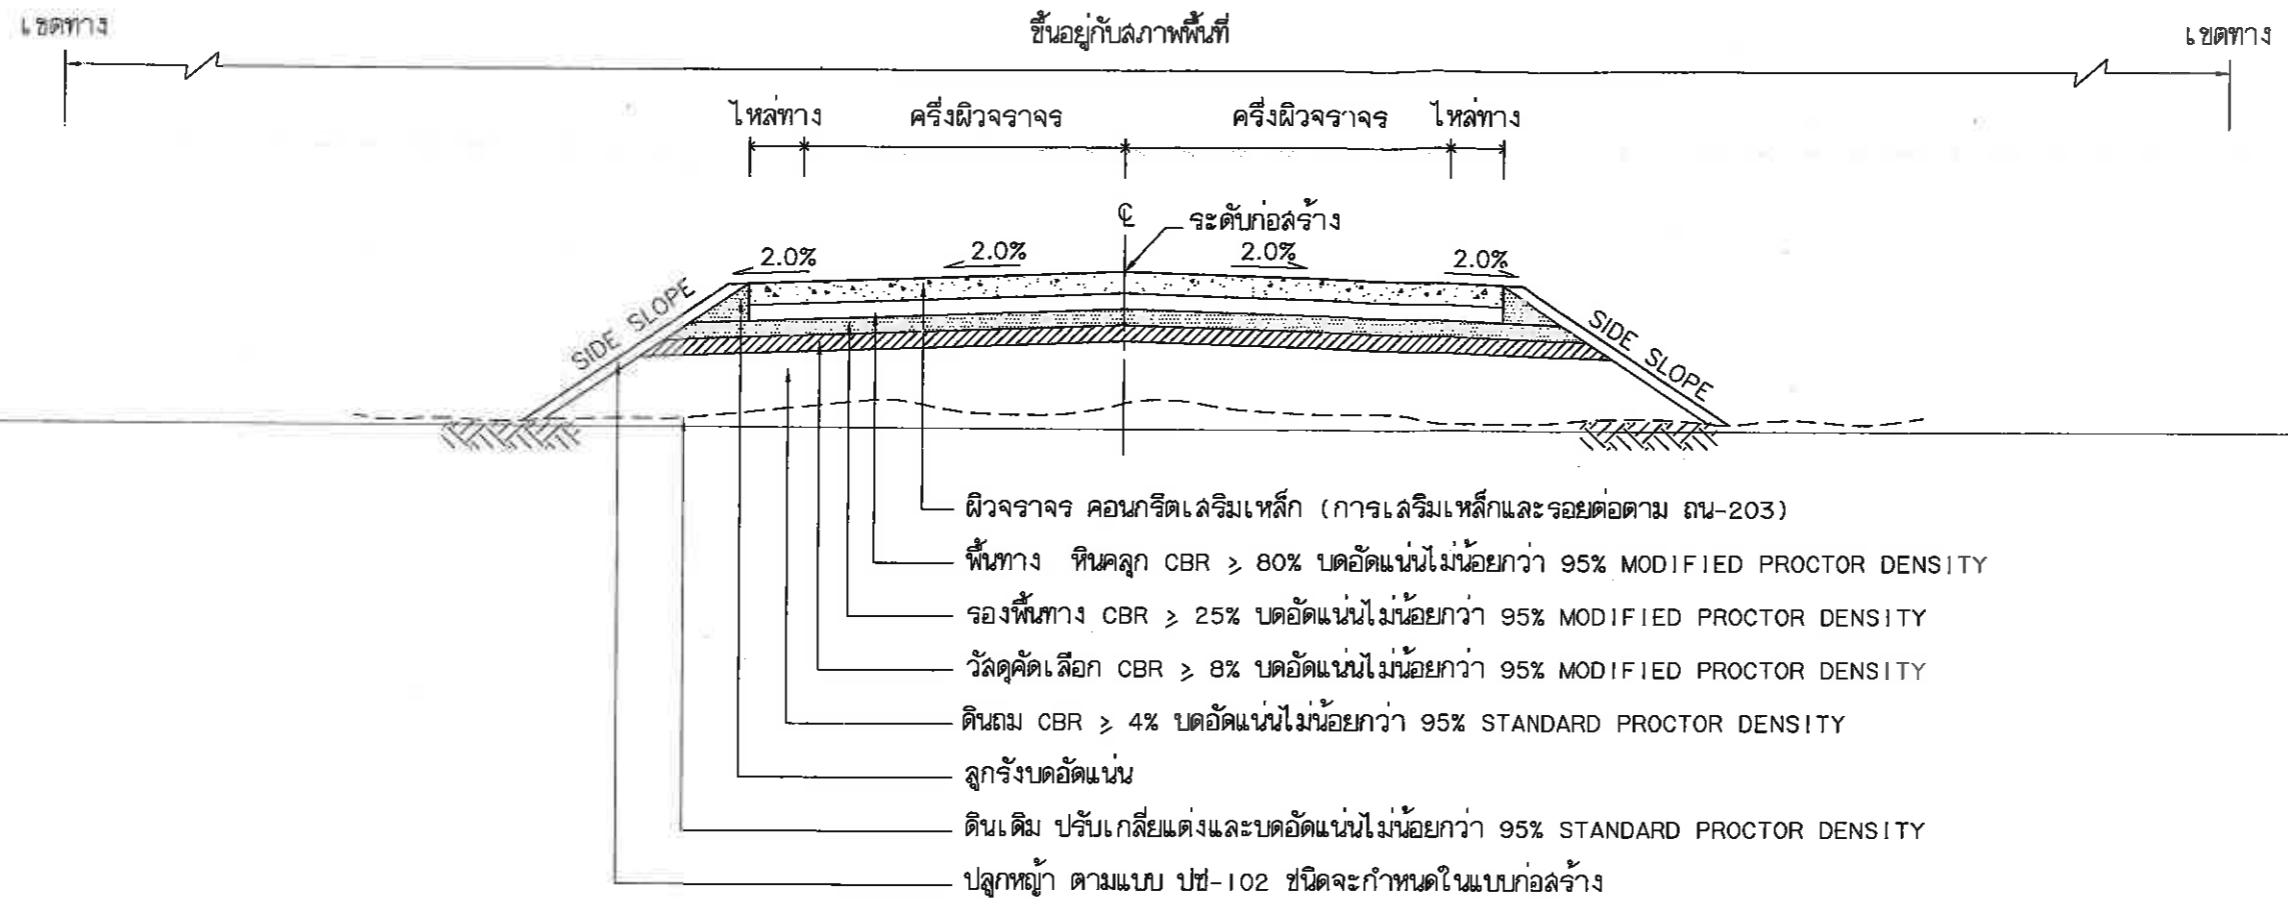 เขตทาง
ขึ้นอยู่กับสภาพพื้นที่
เขตทาง
ไหล่ทาง
ครึ่งผิวจราจร
ครึ่งผิวจราจร
ไหล่ทาง
℄
ระดับก่อสร้าง
2.0%
2.0%
2.0%
2.0%
SIDE SLOPE
SIDE SLOPE
ผิวจราจร คอนกรีตเสริมเหล็ก (การเสริมเหล็กและรอยต่อตาม ถน-203)
พื้นทาง หินคลุก CBR ⩾ 80% บดอัดแน่นไม่น้อยกว่า 95% MODIFIED PROCTOR DENSITY
รองพื้นทาง CBR ⩾ 25% บดอัดแน่นไม่น้อยกว่า 95% MODIFIED PROCTOR DENSITY
วัสดุคัดเลือก CBR ⩾ 8% บดอัดแน่นไม่น้อยกว่า 95% MODIFIED PROCTOR DENSITY
ดินถม CBR ⩾ 4% บดอัดแน่นไม่น้อยกว่า 95% STANDARD PROCTOR DENSITY
ลูกรังบดอัดแน่น
ดินเดิม ปรับเกลี่ยแต่งและบดอัดแน่นไม่น้อยกว่า 95% STANDARD PROCTOR DENSITY
ปลูกหญ้า ตามแบบ ปช-102 ชนิดจะกำหนดในแบบก่อสร้าง